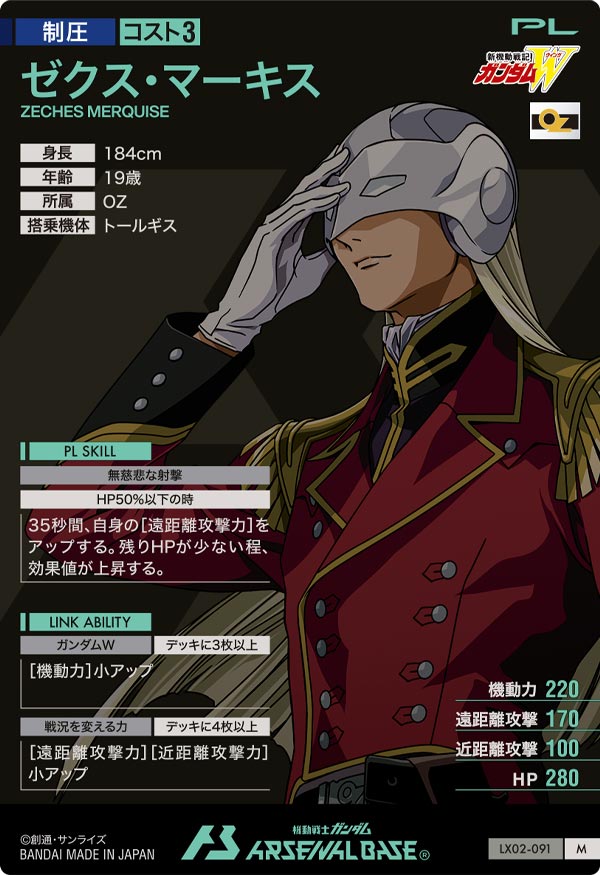 制圧 コスト3
PL
ゼクス・マーキス
ZECHES MERQUISE
新機動戦記
ガンダムW
ウイング
OZ
身長 184cm
年齢 19歳
所属 OZ
搭乗機体 トールギス
PL SKILL
無慈悲な射撃
HP50%以下の時
35秒間、自身の[遠距離攻撃力]を
アップする。残りHPが少ない程、
効果値が上昇する。
LINK ABILITY
ガンダムW デッキに3枚以上
[機動力]小アップ
戦況を変える力 デッキに4枚以上
[遠距離攻撃力][近距離攻撃力]
小アップ
機動力 220
遠距離攻撃 170
近距離攻撃 100
HP 280
©創通・サンライズ
BANDAI MADE IN JAPAN
機動戦士ガンダム
ARSENAL BASE®
LX02-091 M